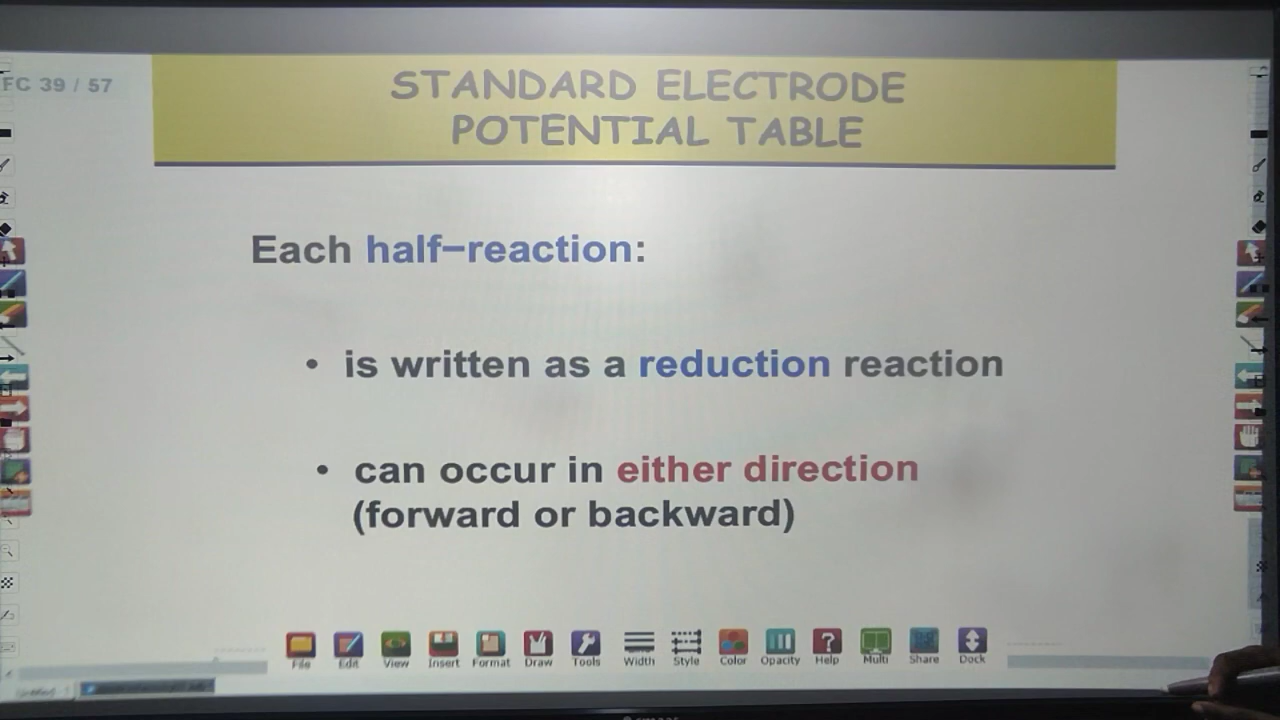 FC 39 / 57
STANDARD ELECTRODE
POTENTIAL TABLE
Each half-reaction:
• is written as a reduction reaction
• can occur in either direction
(forward or backward)
File Edit View Insert Format Draw Tools Width Style Color Opacity Help Multi Share Dock
Untitled